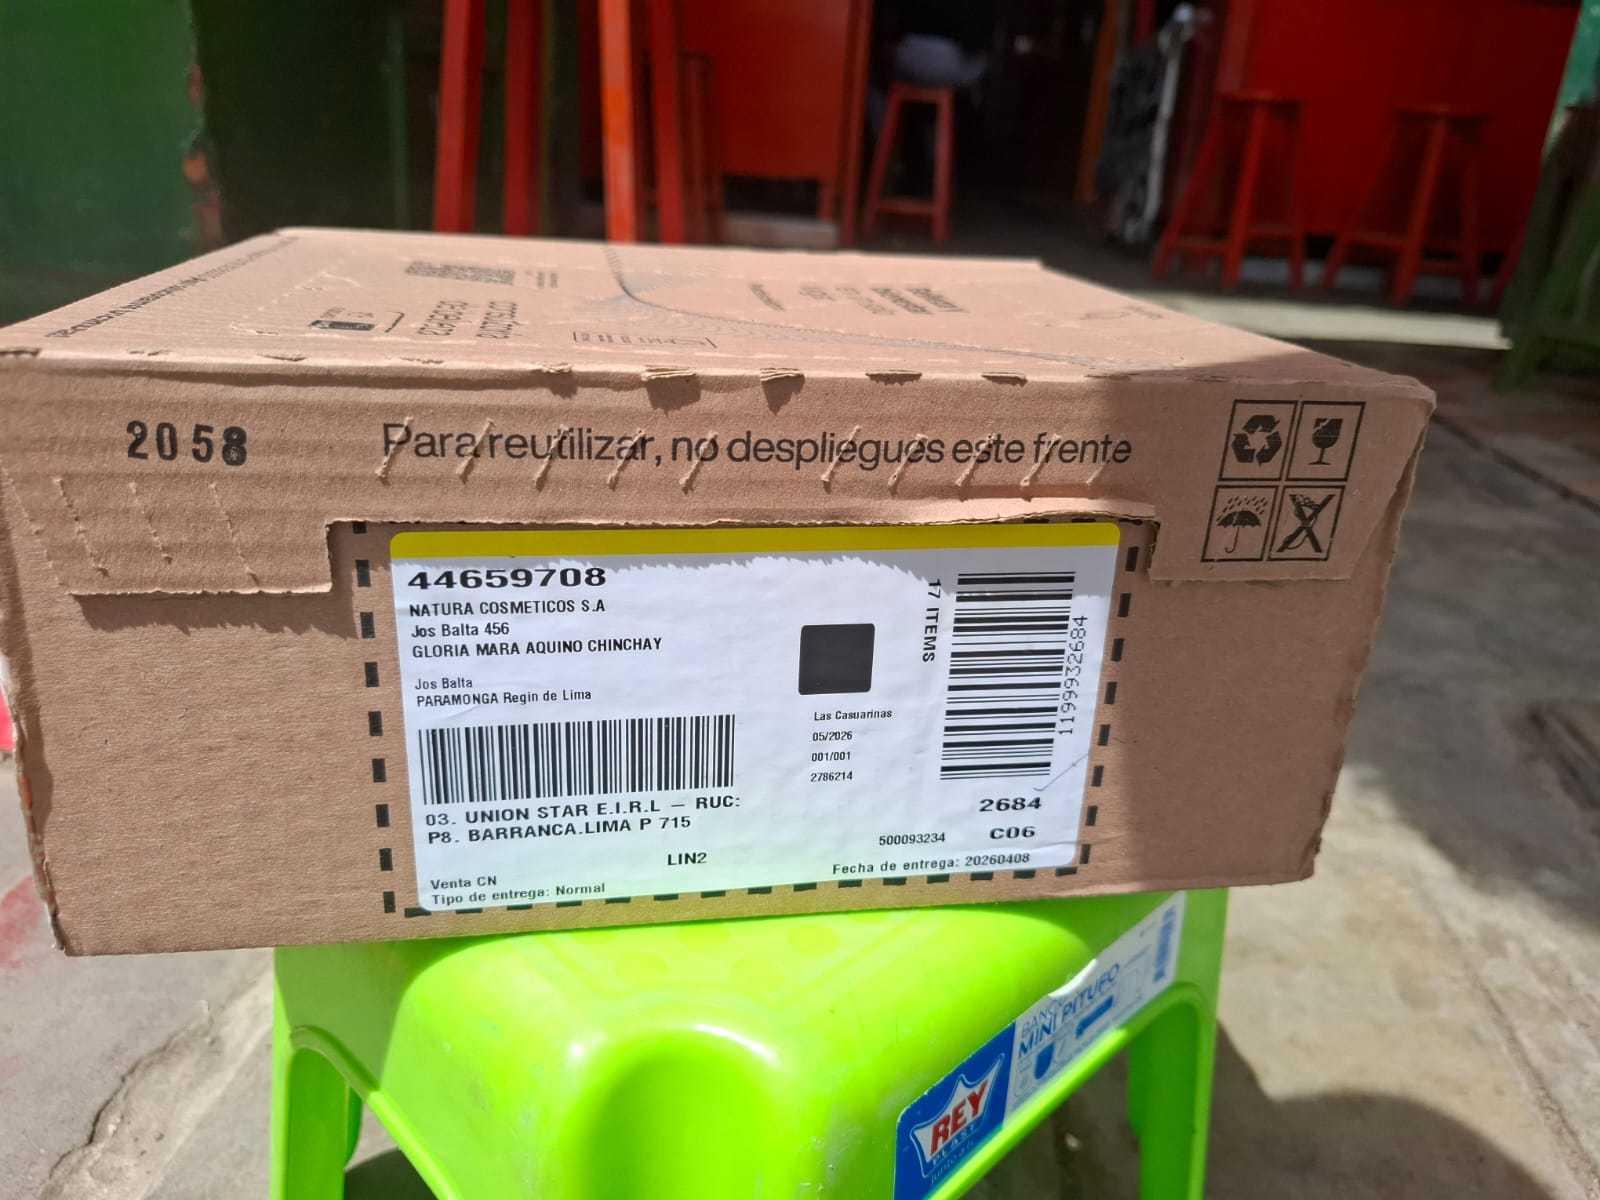 2058
Para reutilizar, no despliegues este frente
44659708
NATURA COSMETICOS S.A
Jos Balta 456
GLORIA MARA AQUINO CHINCHAY
Jos Balta
PARAMONGA Regin de Lima
17 ITEMS
11999932684
Las Casuarinas
05/2026
001/001
2786214
03. UNION STAR E.I.R.L – RUC:
P8. BARRANCA.LIMA P 715
2684
C06
500093234
LIN2
Fecha de entrega: 20260408
Venta CN
Tipo de entrega: Normal
BANCO
MINI PITUFO
REY
PLAST